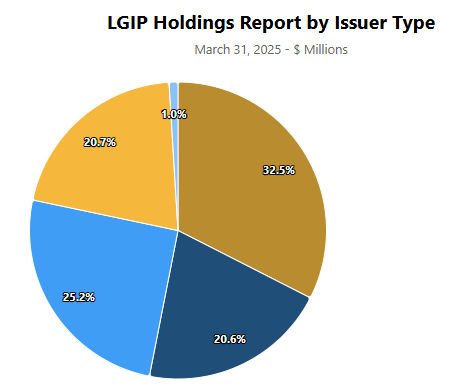 LGIP Holdings Report by Issuer Type
March 31, 2025 - $ Millions
1.0%
20.7%
32.5%
25.2%
20.6%